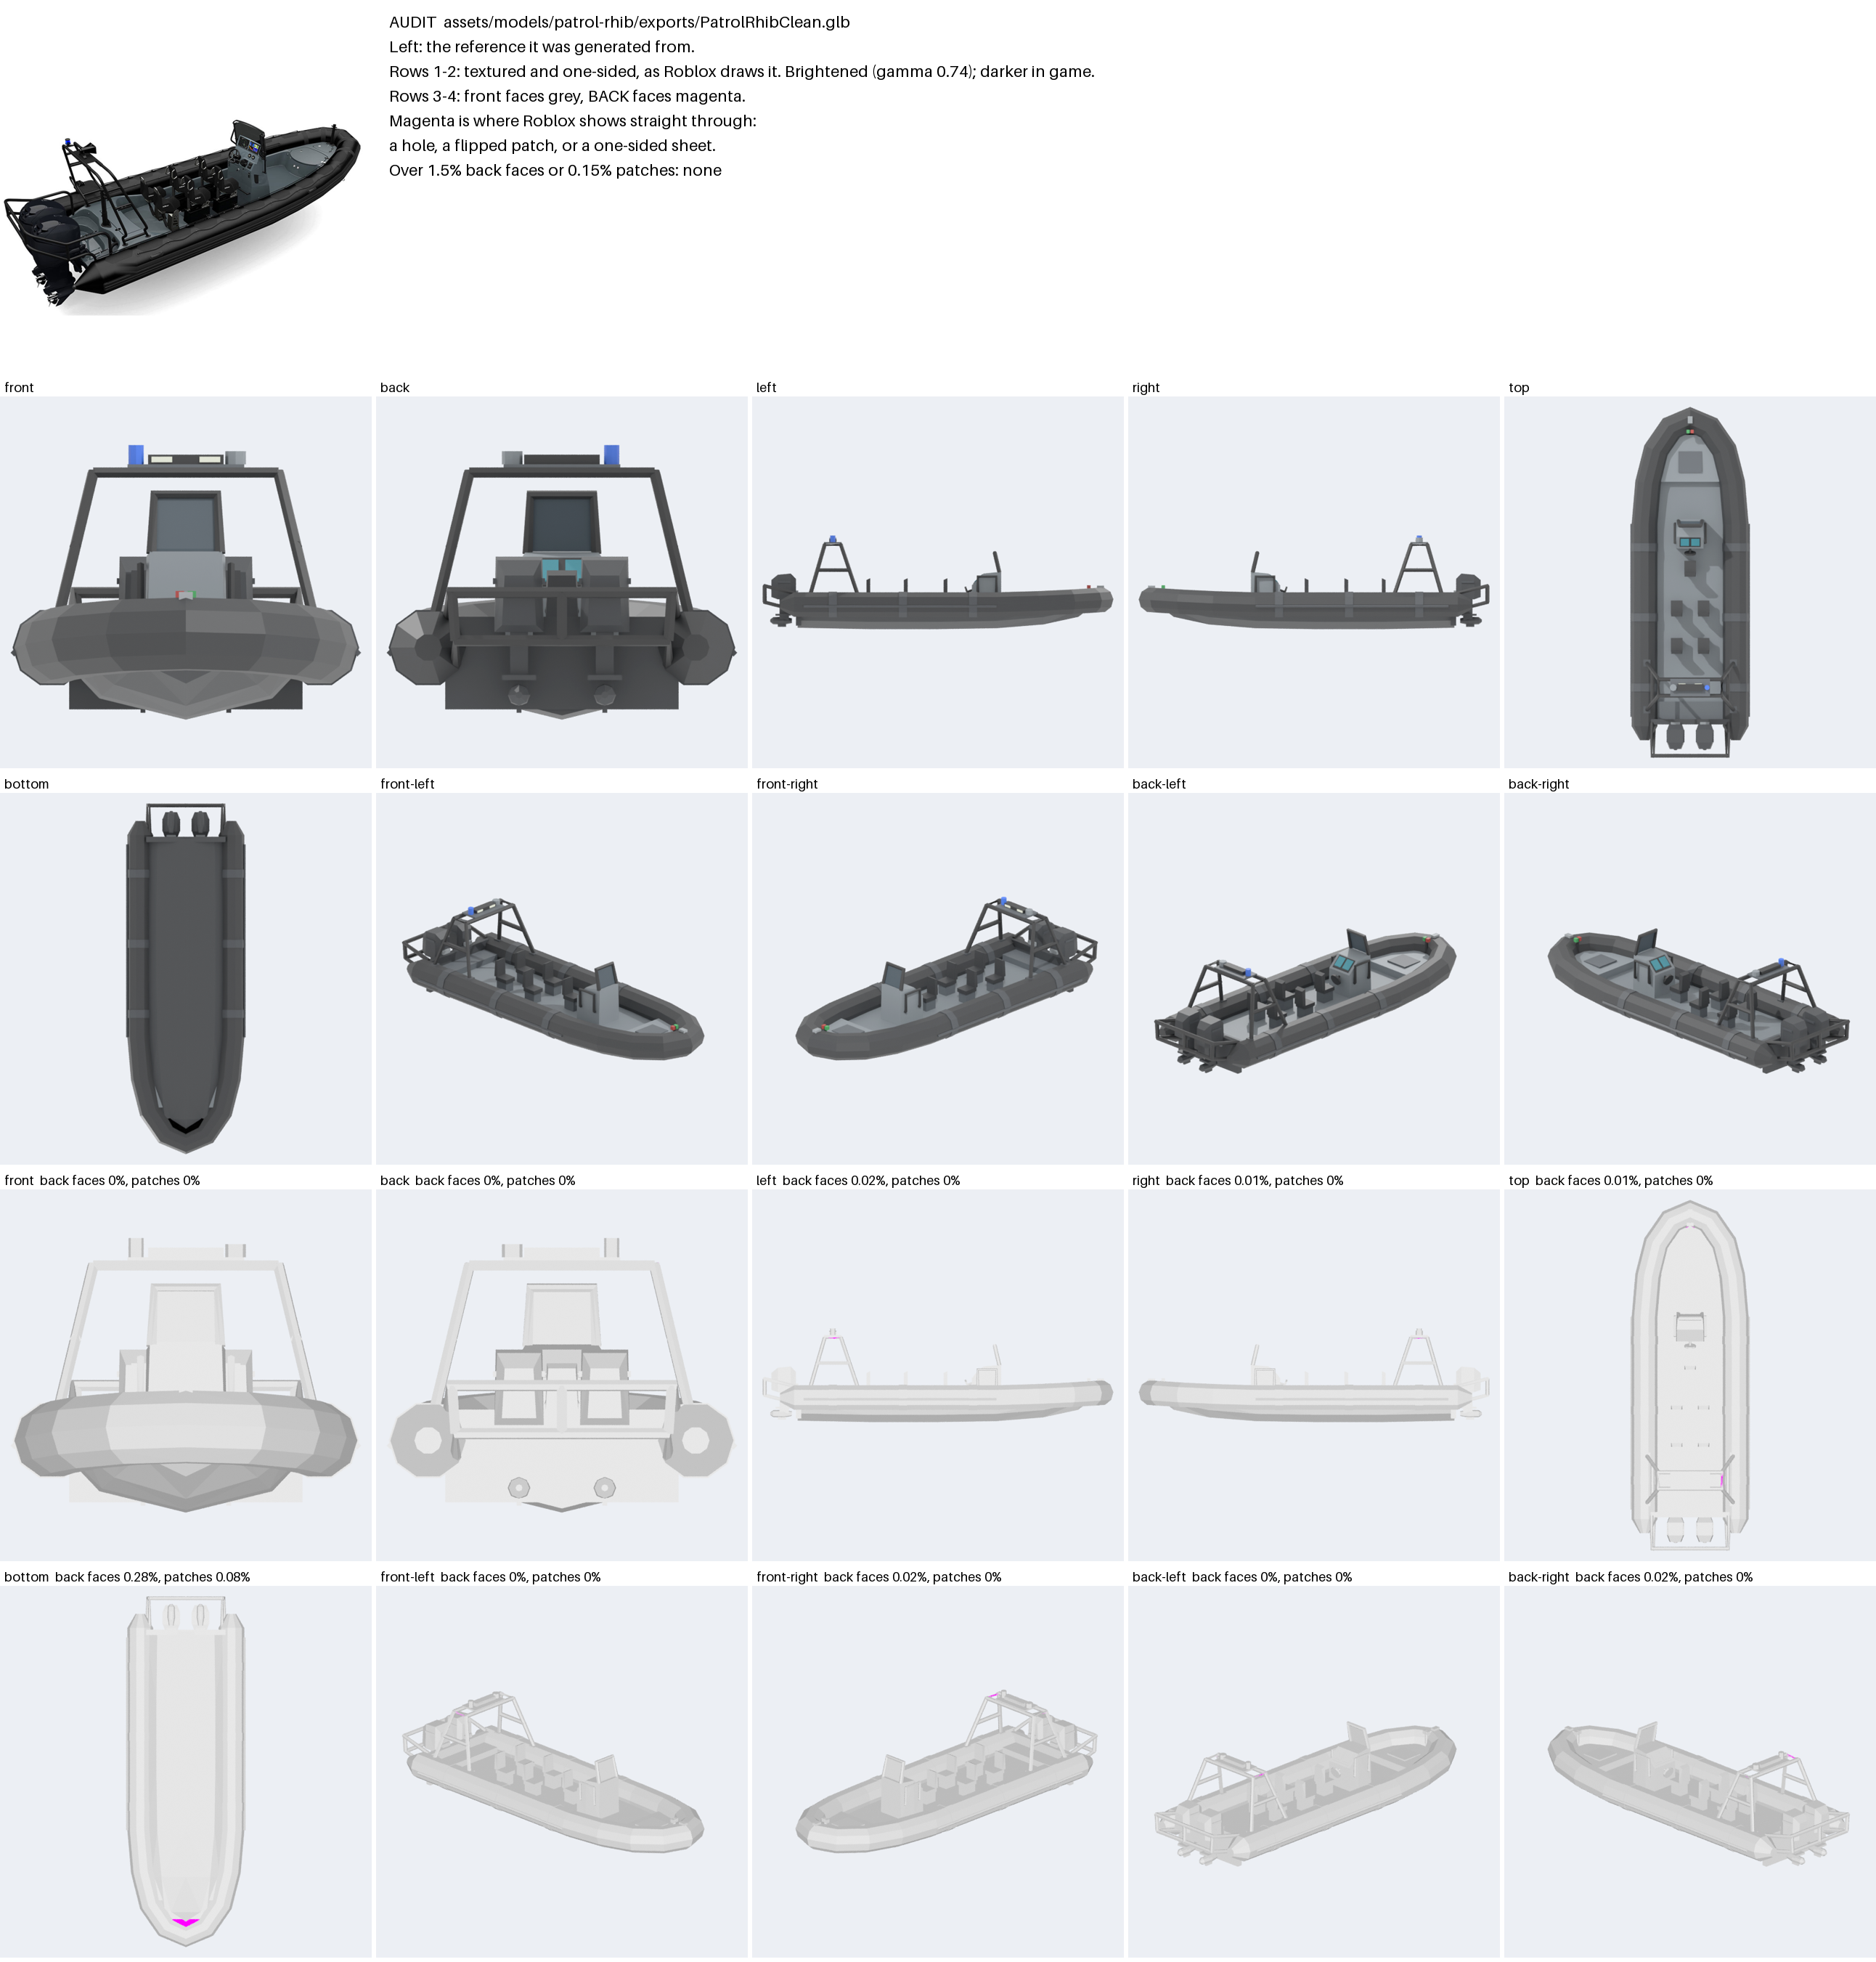 AUDIT assets/models/patrol-rhib/exports/PatrolRhibClean.glb
Left: the reference it was generated from.
Rows 1-2: textured and one-sided, as Roblox draws it. Brightened (gamma 0.74); darker in game.
Rows 3-4: front faces grey, BACK faces magenta.
Magenta is where Roblox shows straight through:
a hole, a flipped patch, or a one-sided sheet.
Over 1.5% back faces or 0.15% patches: none
front
back
left
right
top
bottom
front-left
front-right
back-left
back-right
front back faces 0%, patches 0%
back back faces 0%, patches 0%
left back faces 0.02%, patches 0%
right back faces 0.01%, patches 0%
top back faces 0.01%, patches 0%
bottom back faces 0.28%, patches 0.08%
front-left back faces 0%, patches 0%
front-right back faces 0.02%, patches 0%
back-left back faces 0%, patches 0%
back-right back faces 0.02%, patches 0%